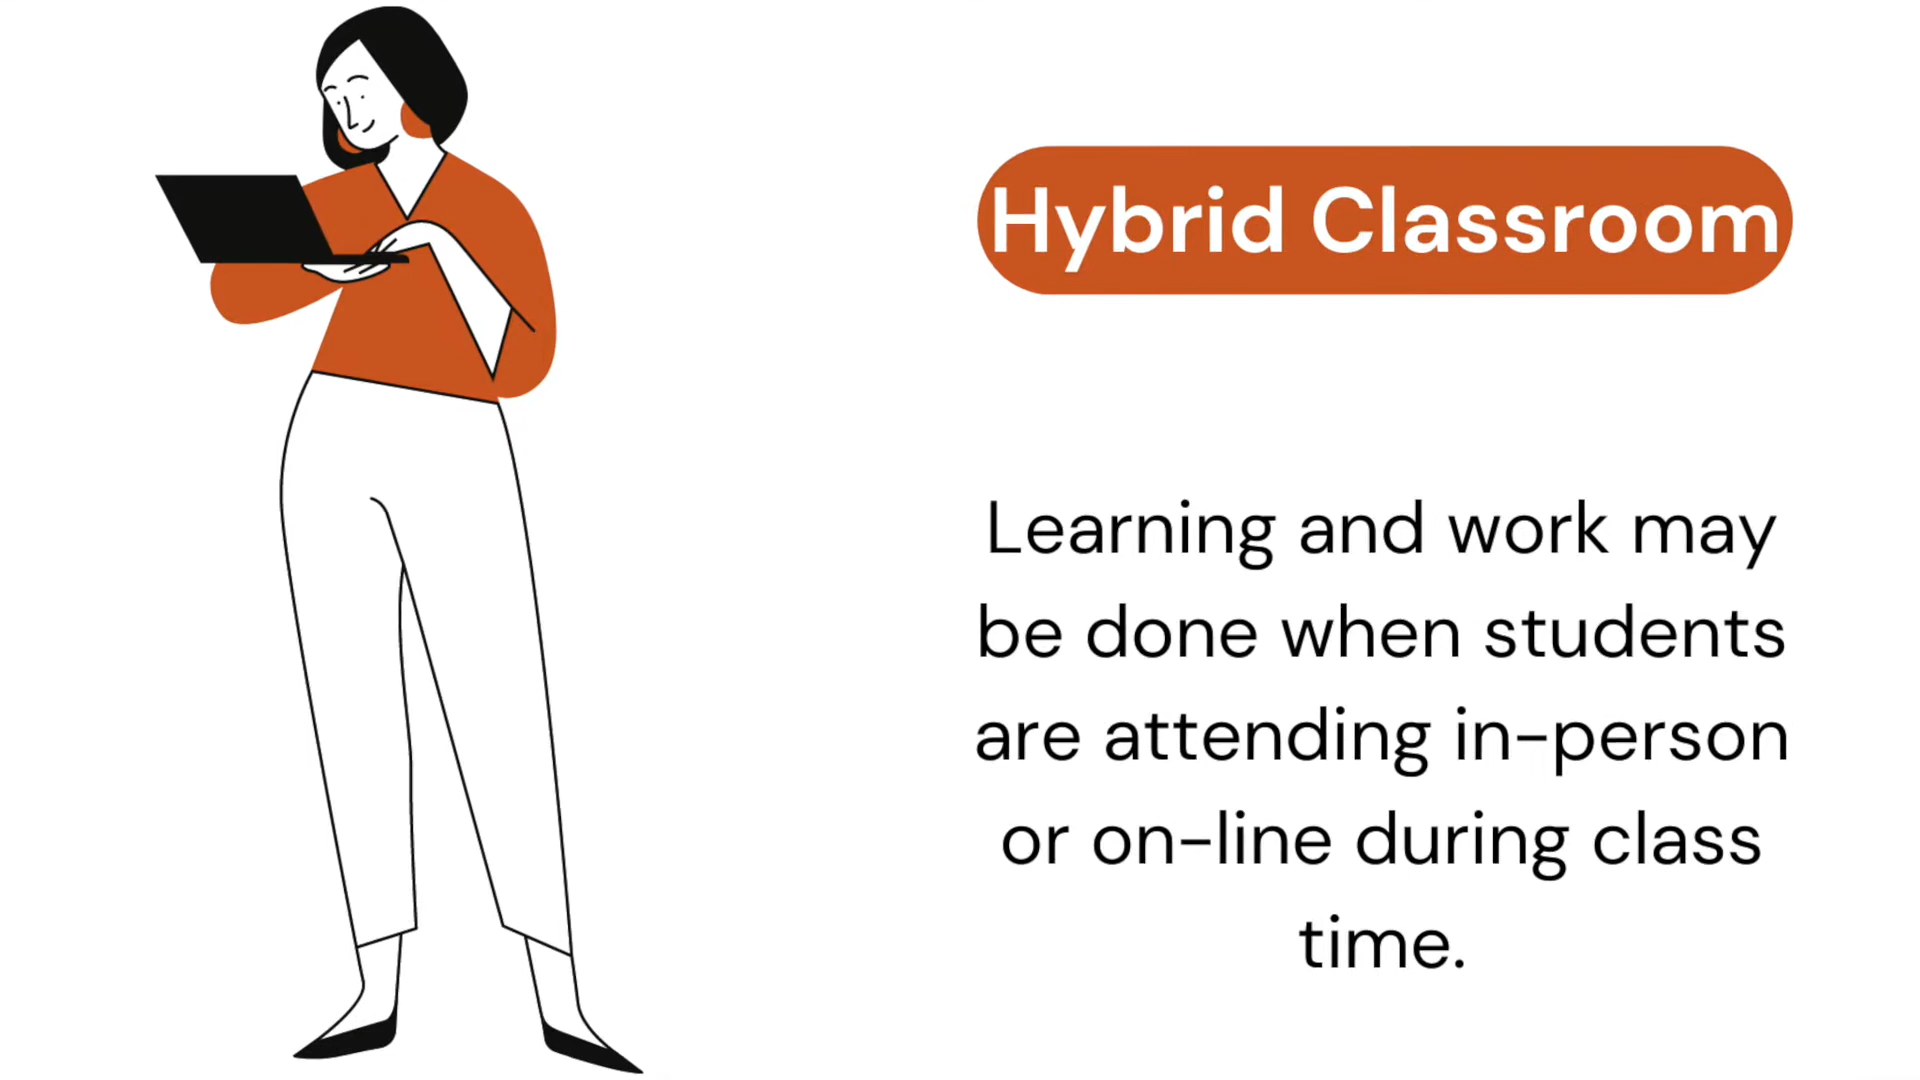 Hybrid Classroom
Learning and work may
be done when students
are attending in-person
or on-line during class
time.